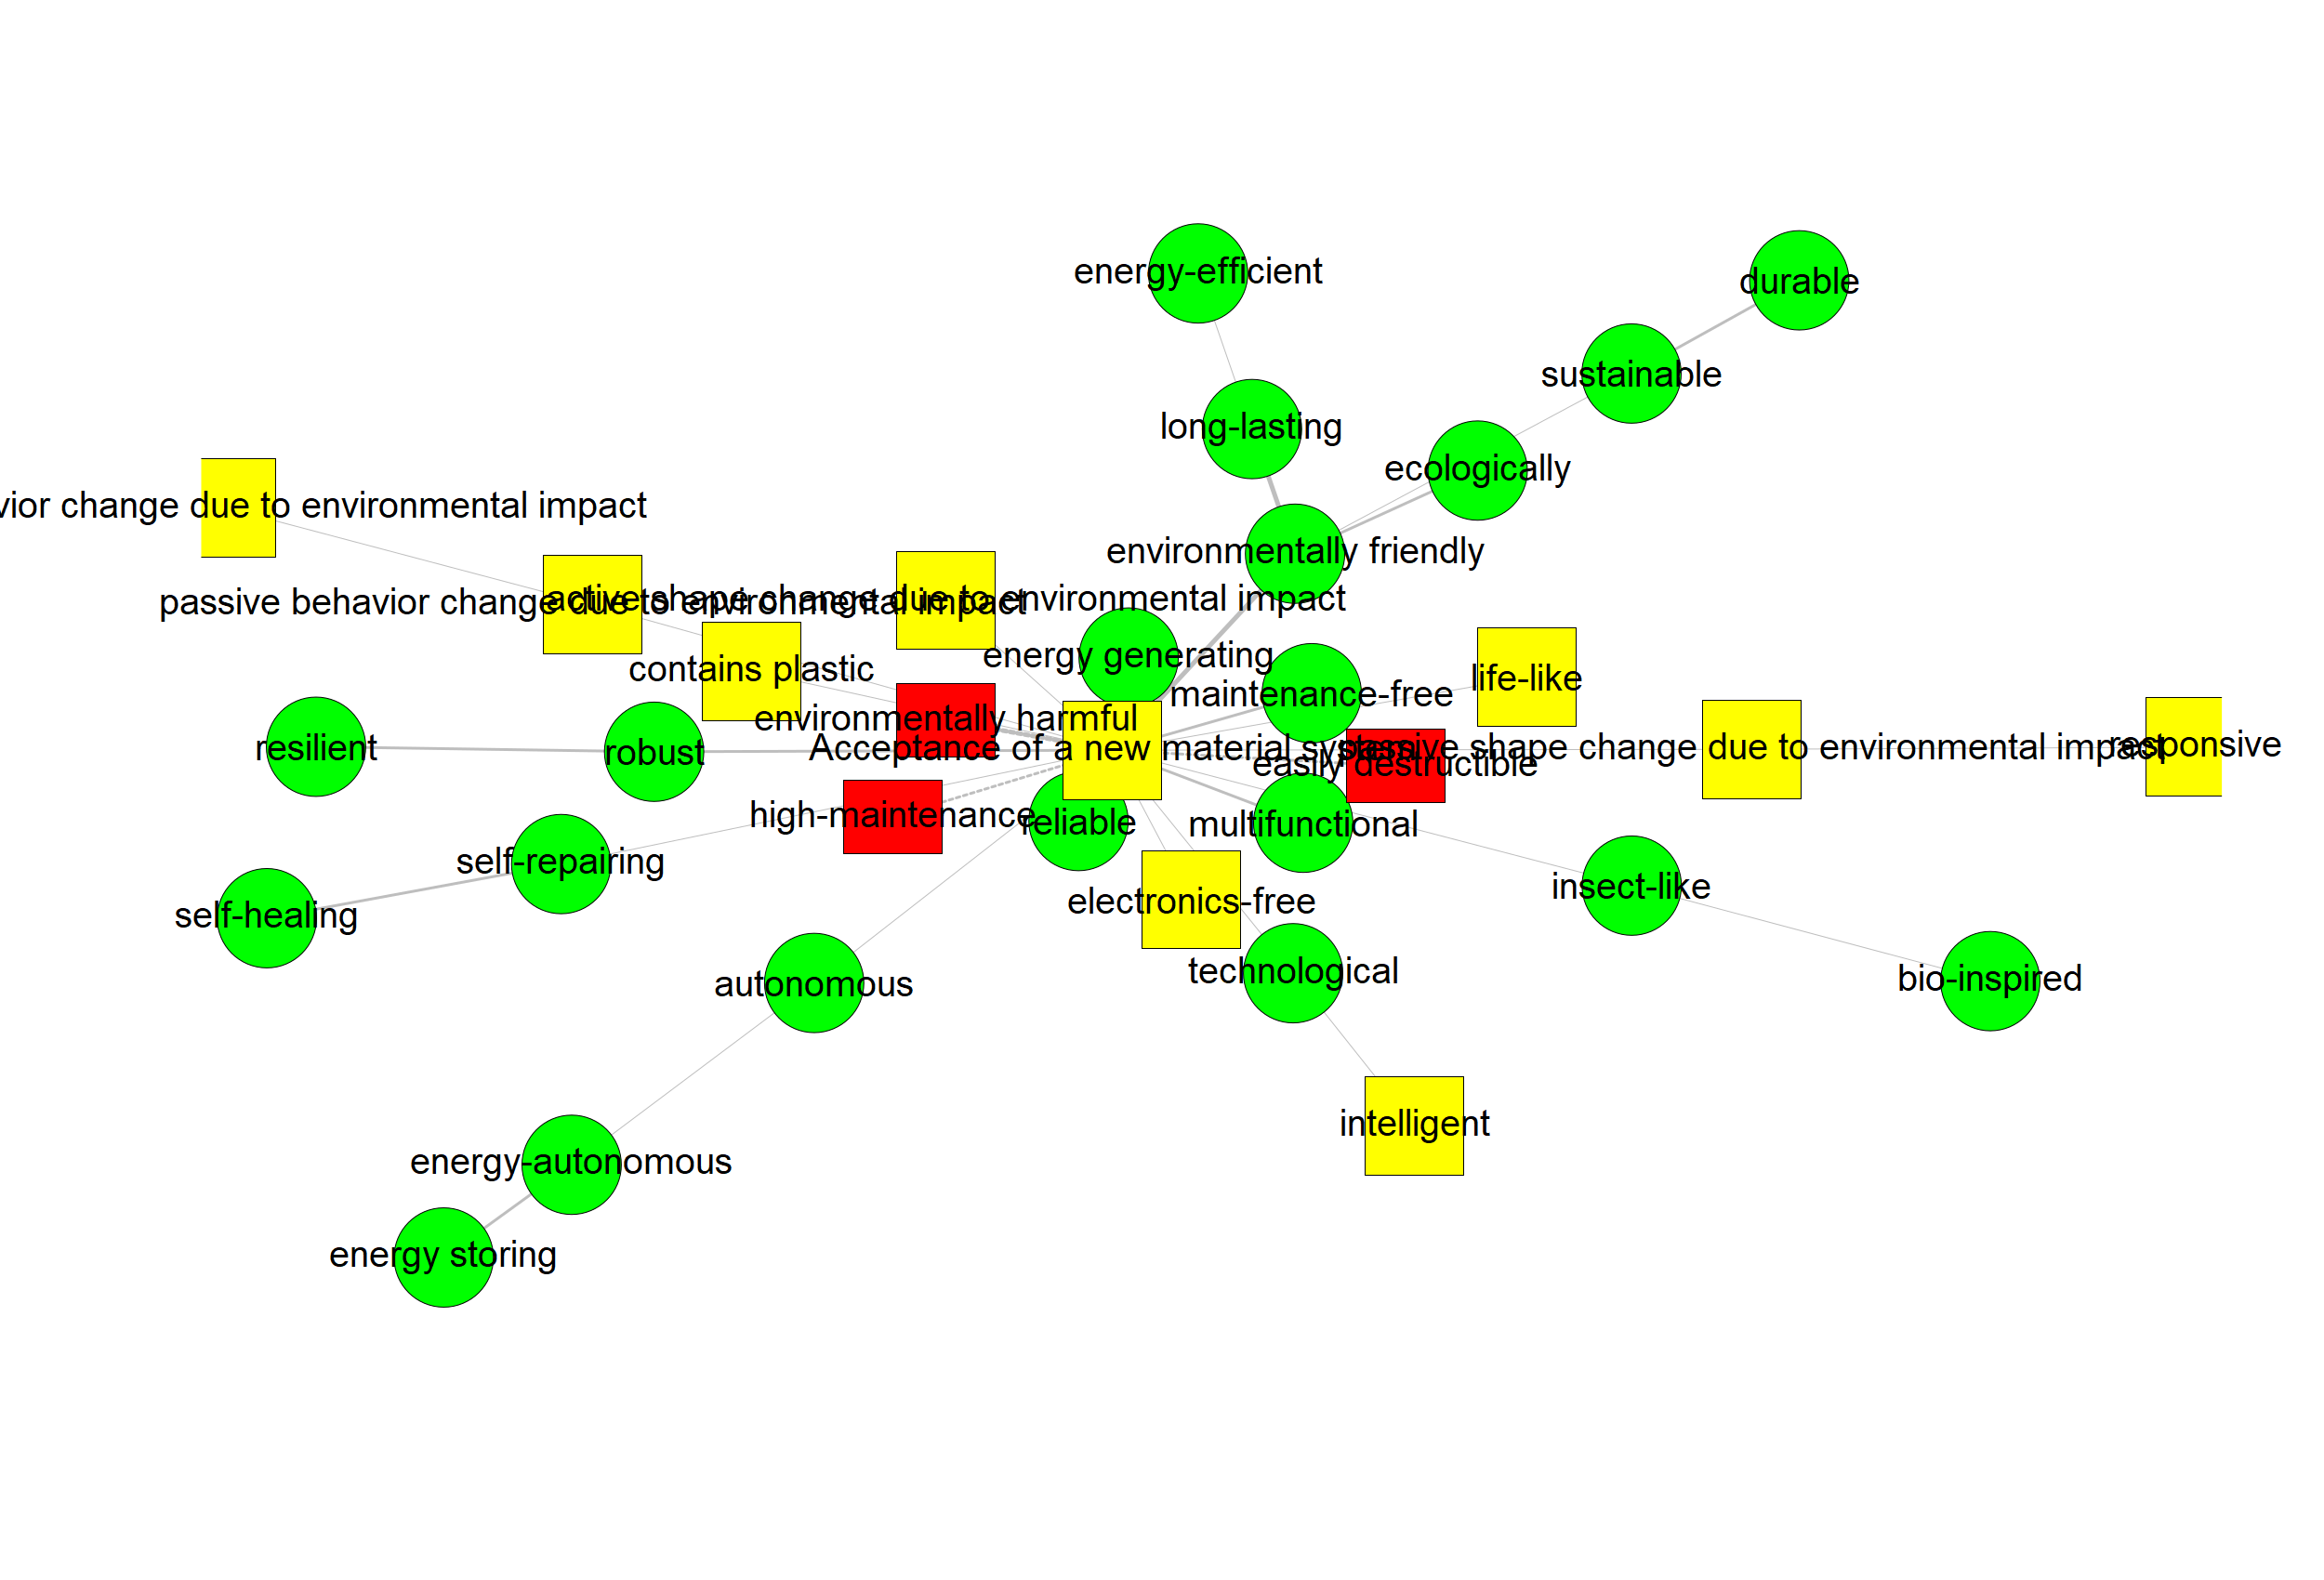 energy-efficient
durable
sustainable
long-lasting
ecologically
vior change due to environmental impact
environmentally friendly
passive behavior change due to environmental impact
active shape change due to environmental impact
energy generating
contains plastic
maintenance-free
life-like
environmentally harmful
resilient
robust
Acceptance of a new material system
passive shape change due to environmental impact
responsive
easily destructible
high-maintenance
reliable
multifunctional
self-repairing
insect-like
electronics-free
self-healing
technological
bio-inspired
autonomous
intelligent
energy-autonomous
energy storing